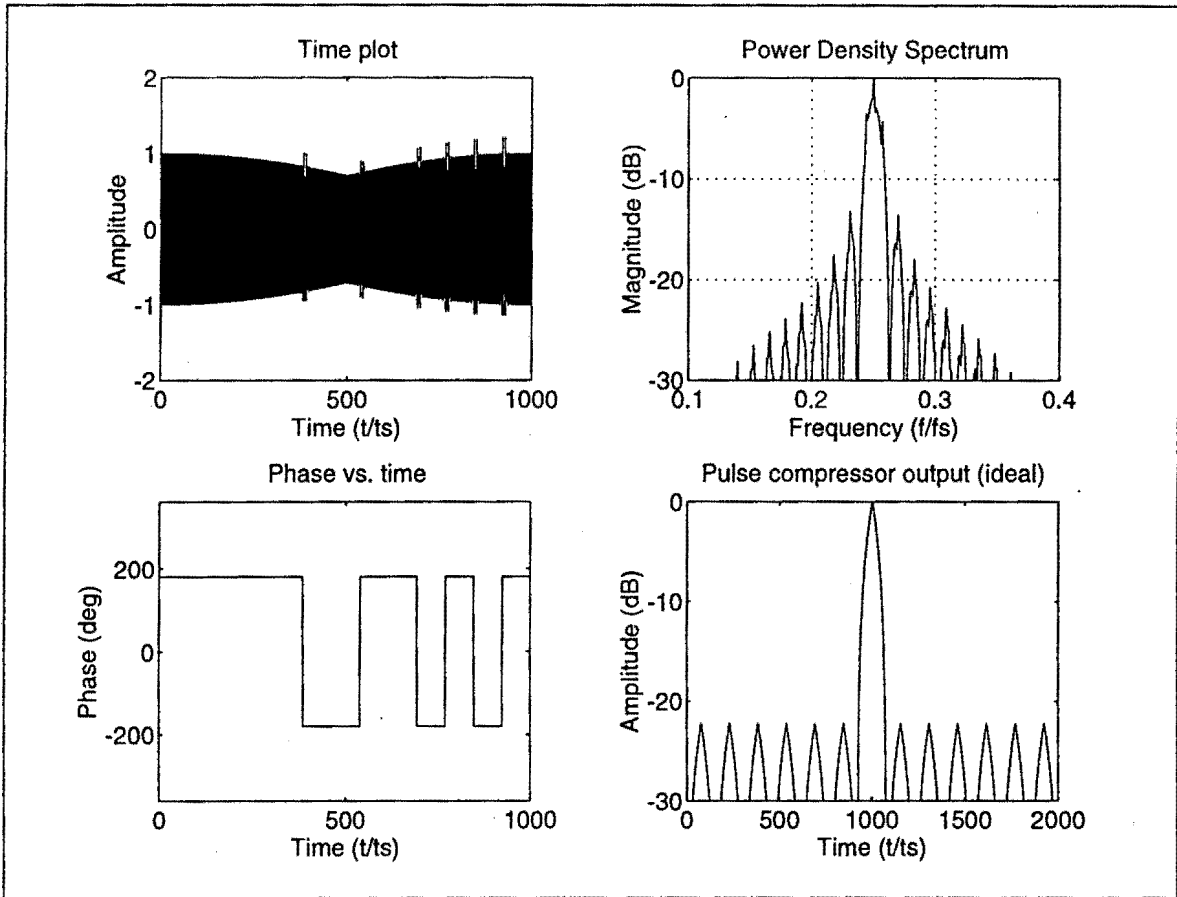 Time plot
2
1
0
-1
-2
Amplitude
0
500
1000
Time (t/ts)
Power Density Spectrum
0
-10
-20
-30
Magnitude (dB)
0.1
0.2
0.3
0.4
Frequency (f/fs)
Phase vs. time
200
0
-200
Phase (deg)
0
500
1000
Time (t/ts)
Pulse compressor output (ideal)
0
-10
-20
-30
Amplitude (dB)
0
500
1000
1500
2000
Time (t/ts)